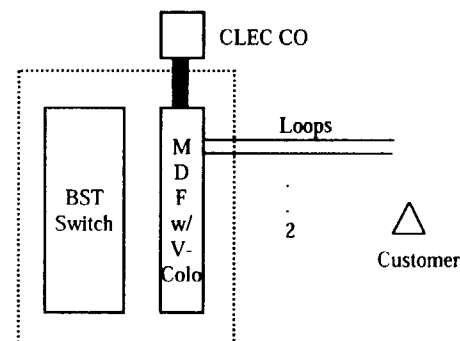 CLEC CO
Loops
M
D
F
w/
V-
Colo
BST
Switch
.
.
2
Customer